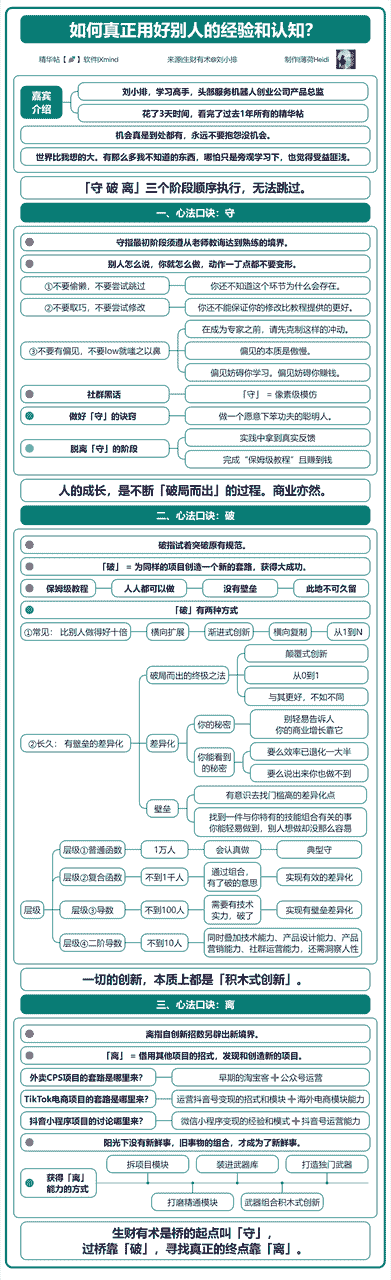 如何真正用好别人的经验和认知？
精华帖【 】软件|Xmind
来源|生财有术@刘小排
制作|薄荷Heidi
嘉宾
介绍
刘小排，学习高手，头部服务机器人创业公司产品总监
花了3天时间，看完了过去1年所有的精华帖
机会真是到处都有，永远不要抱怨没机会。
世界比我想的大。有那么多我不知道的东西，哪怕只是旁观学习下，也觉得受益匪浅。
「守 破 离」三个阶段顺序执行，无法跳过。
一、心法口诀：守
守指最初阶段须遵从老师教诲达到熟练的境界。
别人怎么说，你就怎么做，动作一丁点都不要变形。
①不要偷懒，不要尝试跳过
你还不知道这个环节为什么会存在。
②不要取巧，不要尝试修改
你还不能保证你的修改比教程提供的更好。
③不要有偏见，不要low就嗤之以鼻
在成为专家之前，请先克制这样的冲动。
偏见的本质是傲慢。
偏见妨碍你学习。偏见妨碍你赚钱。
社群黑话
「守」 = 像素级模仿
做好「守」的诀窍
做一个愿意下笨功夫的聪明人。
脱离「守」的阶段
实践中拿到真实反馈
完成“保姆级教程”且赚到钱
人的成长，是不断「破局而出」的过程。商业亦然。
二、心法口诀：破
破指试着突破原有规范。
「破」 = 为同样的项目创造一个新的套路，获得大成功。
保姆级教程
人人都可以做
没有壁垒
此地不可久留
「破」有两种方式
①常见： 比别人做得好十倍
横向扩展
渐进式创新
横向复制
从1到N
②长久： 有壁垒的差异化
破局而出的终极之法
颠覆式创新
从0到1
与其更好，不如不同
差异化
你的秘密
别轻易告诉人
你的商业增长靠它
你能看到
的秘密
要么效率已退化一大半
要么说出来你也做不到
壁垒
有意识去找门槛高的差异化点
找到一件与你特有的技能组合有关的事
你能轻易做到，别人想做却没那么容易
层级
层级①普通函数
1万人
会认真做
典型守
层级②复合函数
不到1千人
通过组合，
有了破的意思
实现有效的差异化
层级③导数
不到100人
需要有技术
实力，破了
实现有壁垒差异化
层级④二阶导数
不到10人
同时叠加技术能力、产品设计能力、产品
营销能力、社群运营能力，还需洞察人性
一切的创新，本质上都是「积木式创新」。
三、心法口诀：离
离指自创新招数另辟出新境界。
「离」 = 借用其他项目的招式，发现和创造新的项目。
外卖CPS项目的套路是哪里来？
早期的淘宝客 ＋ 公众号运营
TikTok电商项目的套路是哪里来？
运营抖音号变现的招式和模块 ＋ 海外电商模块能力
抖音小程序项目的讨论哪里来？
微信小程序变现的经验和模式 ＋ 抖音号运营能力
阳光下没有新鲜事，旧事物的组合，才成为了新鲜事。
获得「离」
能力的方式
拆项目模块
装进武器库
打造独门武器
打磨精通模块
武器组合积木式创新
生财有术是桥的起点叫「守」，
过桥靠「破」，寻找真正的终点靠「离」。